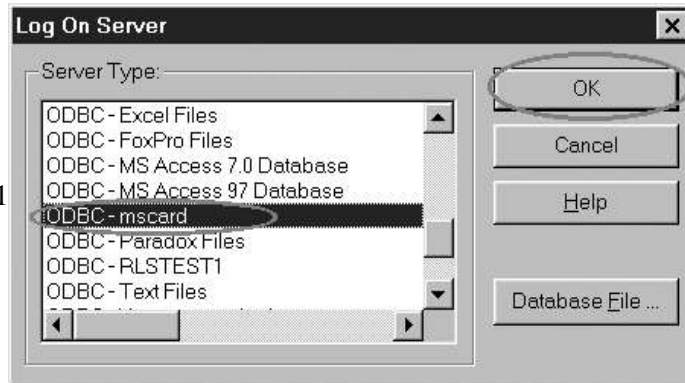 Log On Server
Server Type:
ODBC - Excel Files
ODBC - FoxPro Files
ODBC - MS Access 7.0 Database
ODBC - MS Access 97 Database
1
ODBC - mscard
ODBC - Paradox Files
ODBC - RLSTEST1
ODBC - Text Files
OK
Cancel
Help
Database File ...